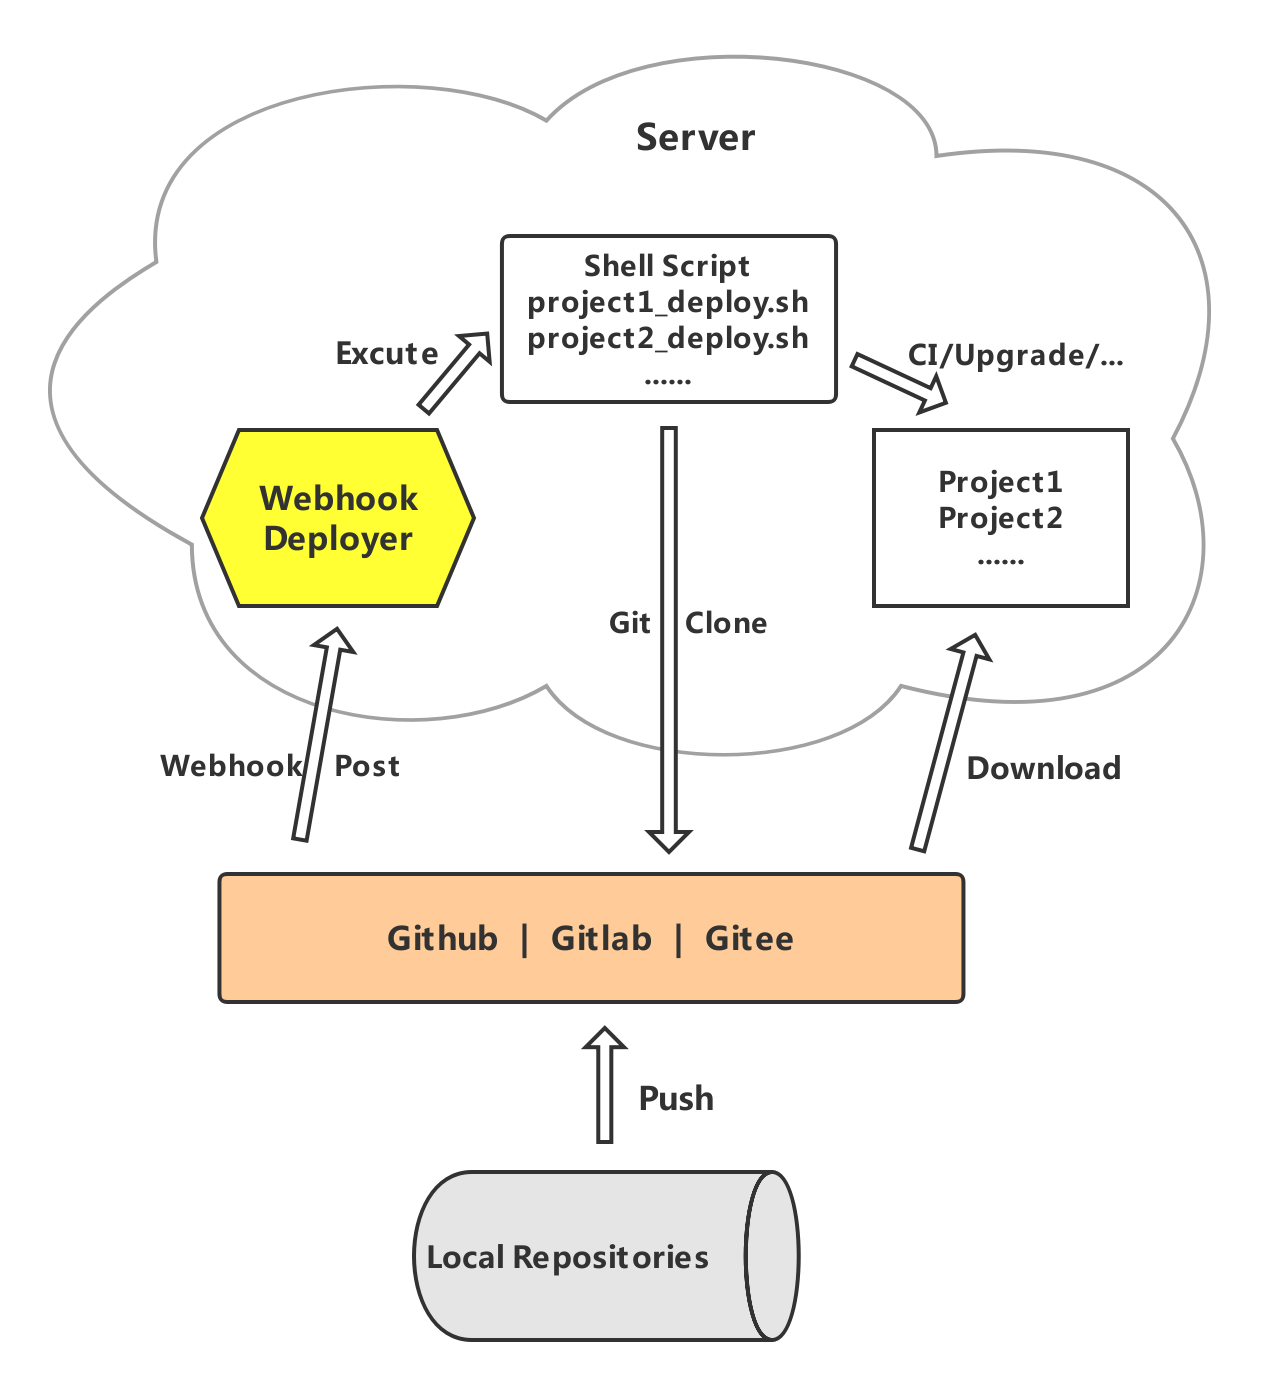 Server
Shell Script
project1_deploy.sh
project2_deploy.sh
......
Excute
CI/Upgrade/...
Webhook
Deployer
Project1
Project2
......
Git Clone
Webhook Post
Download
Github | Gitlab | Gitee
Push
Local Repositories